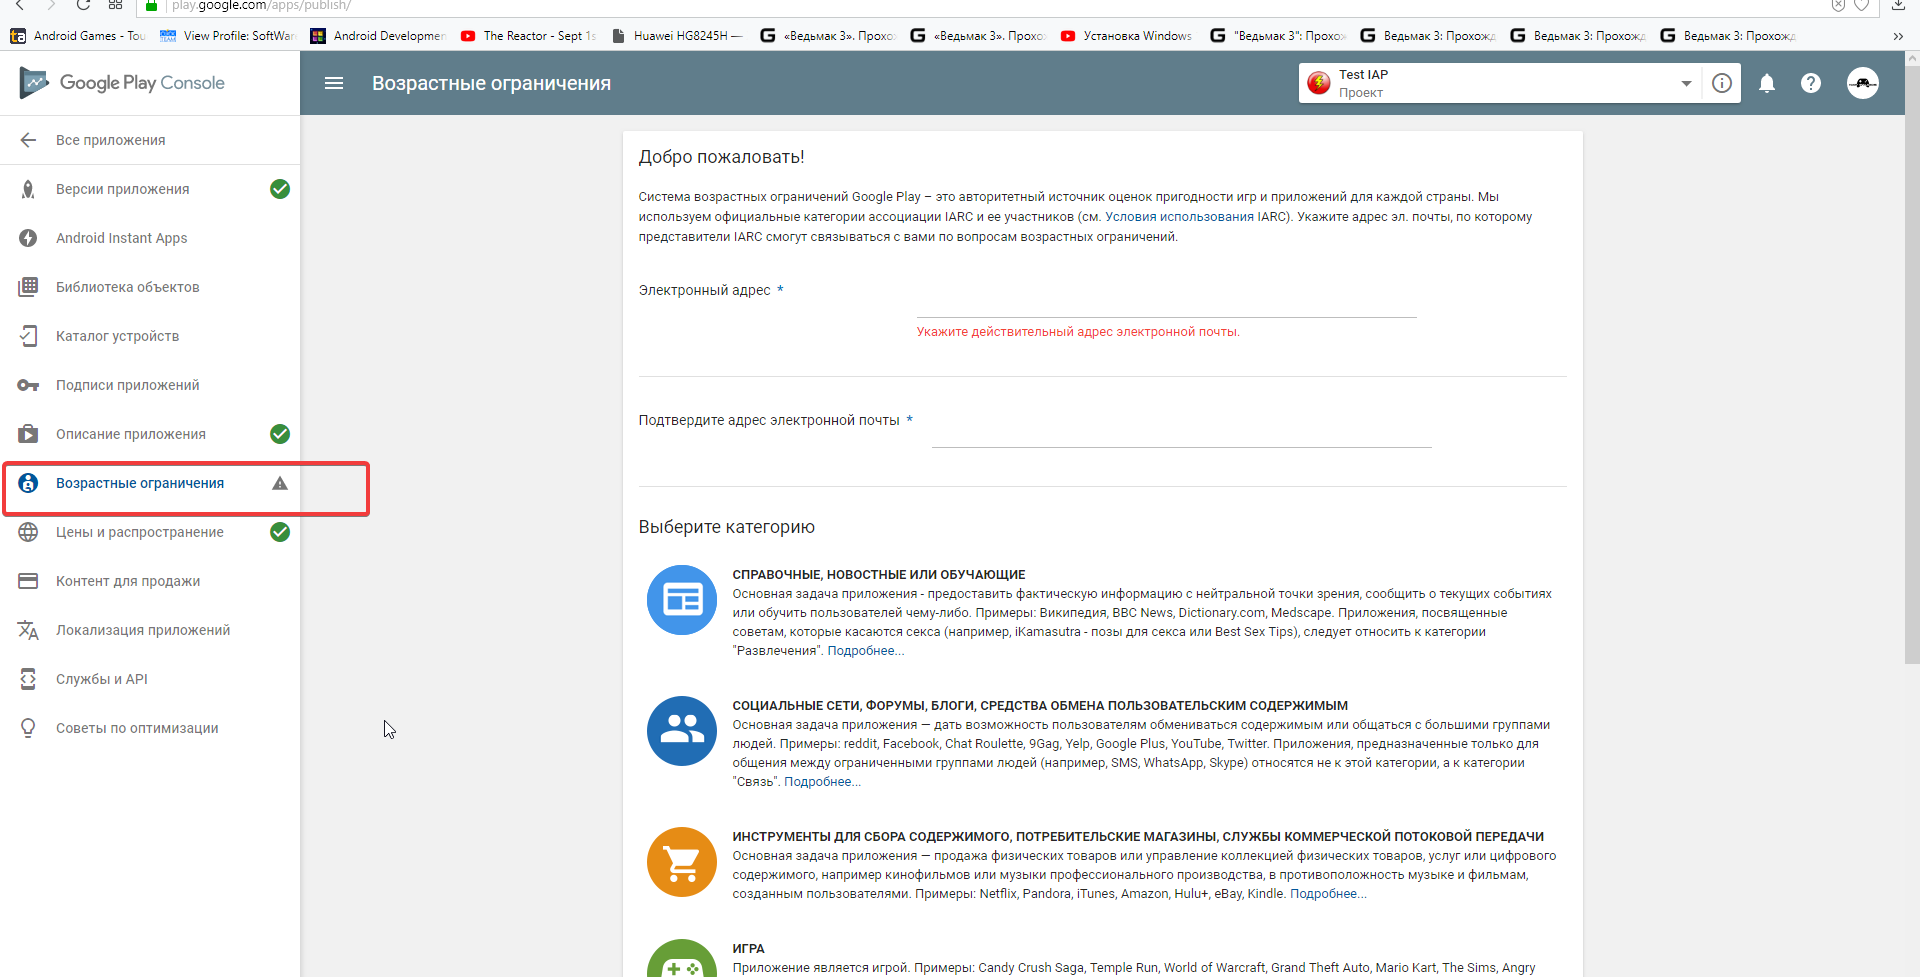 play.google.com/apps/publish/
Android Games - Tou
View Profile: SoftWar
Android Developmen
The Reactor - Sept 1s
Huawei HG8245H —
«Ведьмак 3». Прохо
«Ведьмак 3». Прохо
Установка Windows
"Ведьмак 3": Прохо
Ведьмак 3: Прохожд
Ведьмак 3: Прохожд
Ведьмак 3: Прохожд
Google Play Console
Возрастные ограничения
Test IAP
Проект
Все приложения
Версии приложения
Android Instant Apps
Библиотека объектов
Каталог устройств
Подписи приложений
Описание приложения
Возрастные ограничения
Цены и распространение
Контент для продажи
Локализация приложений
Службы и API
Советы по оптимизации
Добро пожаловать!
Система возрастных ограничений Google Play – это авторитетный источник оценок пригодности игр и приложений для каждой страны. Мы
используем официальные категории ассоциации IARC и ее участников (см. Условия использования IARC). Укажите адрес эл. почты, по которому
представители IARC смогут связываться с вами по вопросам возрастных ограничений.
Электронный адрес *
Укажите действительный адрес электронной почты.
Подтвердите адрес электронной почты *
Выберите категорию
СПРАВОЧНЫЕ, НОВОСТНЫЕ ИЛИ ОБУЧАЮЩИЕ
Основная задача приложения - предоставить фактическую информацию с нейтральной точки зрения, сообщить о текущих событиях
или обучить пользователей чему-либо. Примеры: Википедия, BBC News, Dictionary.com, Medscape. Приложения, посвященные
советам, которые касаются секса (например, iKamasutra - позы для секса или Best Sex Tips), следует относить к категории
"Развлечения". Подробнее...
СОЦИАЛЬНЫЕ СЕТИ, ФОРУМЫ, БЛОГИ, СРЕДСТВА ОБМЕНА ПОЛЬЗОВАТЕЛЬСКИМ СОДЕРЖИМЫМ
Основная задача приложения — дать возможность пользователям обмениваться содержимым или общаться с большими группами
людей. Примеры: reddit, Facebook, Chat Roulette, 9Gag, Yelp, Google Plus, YouTube, Twitter. Приложения, предназначенные только для
общения между ограниченными группами людей (например, SMS, WhatsApp, Skype) относятся не к этой категории, а к категории
"Связь". Подробнее...
ИНСТРУМЕНТЫ ДЛЯ СБОРА СОДЕРЖИМОГО, ПОТРЕБИТЕЛЬСКИЕ МАГАЗИНЫ, СЛУЖБЫ КОММЕРЧЕСКОЙ ПОТОКОВОЙ ПЕРЕДАЧИ
Основная задача приложения — продажа физических товаров или управление коллекцией физических товаров, услуг или цифрового
содержимого, например кинофильмов или музыки профессионального производства, в противоположность музыке и фильмам,
созданным пользователями. Примеры: Netflix, Pandora, iTunes, Amazon, Hulu+, eBay, Kindle. Подробнее...
ИГРА
Приложение является игрой. Примеры: Candy Crush Saga, Temple Run, World of Warcraft, Grand Theft Auto, Mario Kart, The Sims, Angry